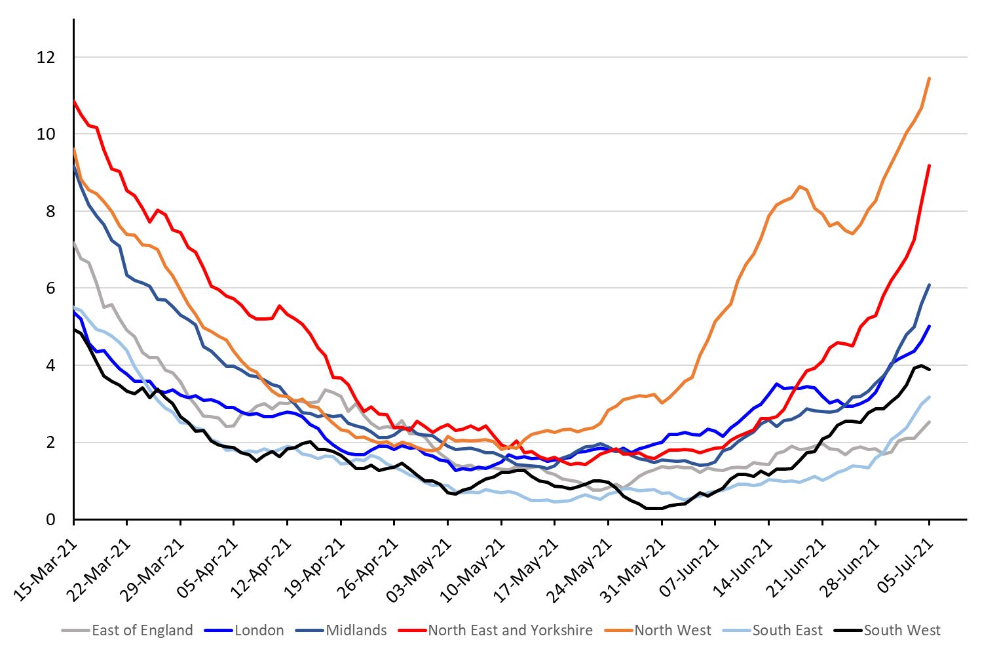 12
10
8
6
4
2
0
15-Mar-21
22-Mar-21
29-Mar-21
05-Apr-21
12-Apr-21
19-Apr-21
26-Apr-21
03-May-21
10-May-21
17-May-21
24-May-21
31-May-21
07-Jun-21
14-Jun-21
21-Jun-21
28-Jun-21
05-Jul-21
East of England London Midlands North East and Yorkshire North West South East South West